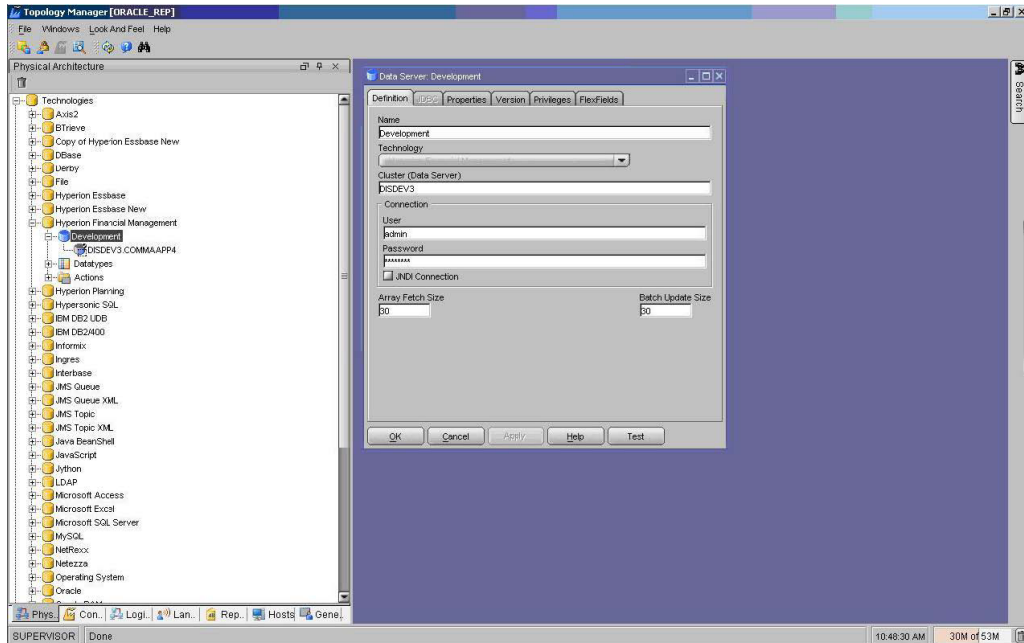 Topology Manager [ORACLE_REP]
File Windows Look And Feel Help
Physical Architecture
Technologies
Axis2
BTrieve
Copy of Hyperion Essbase New
DBase
Derby
File
Hyperion Essbase
Hyperion Essbase New
Hyperion Financial Management
Development
DISDEV3.COMMAAPP4
Datatypes
Actions
Hyperion Planning
Hypersonic SQL
IBM DB2 UDB
IBM DB2/400
Informix
Ingres
Interbase
JMS Queue
JMS Queue XML
JMS Topic
JMS Topic XML
Java BeanShell
JavaScript
Jython
LDAP
Microsoft Access
Microsoft Excel
Microsoft SQL Server
MySQL
NetRexx
Netezza
Operating System
Oracle
Phys.. Con.. Logi.. Lan.. Rep.. Hosts Gene.
Data Server: Development
Definition JDBC Properties Version Privileges FlexFields
Name
Development
Technology
Cluster (Data Server)
DISDEV3
Connection
User
admin
Password
********
JNDI Connection
Array Fetch Size Batch Update Size
30 30
OK Cancel Apply Help Test
Search
SUPERVISOR Done 10:48:30 AM 30M of 53M